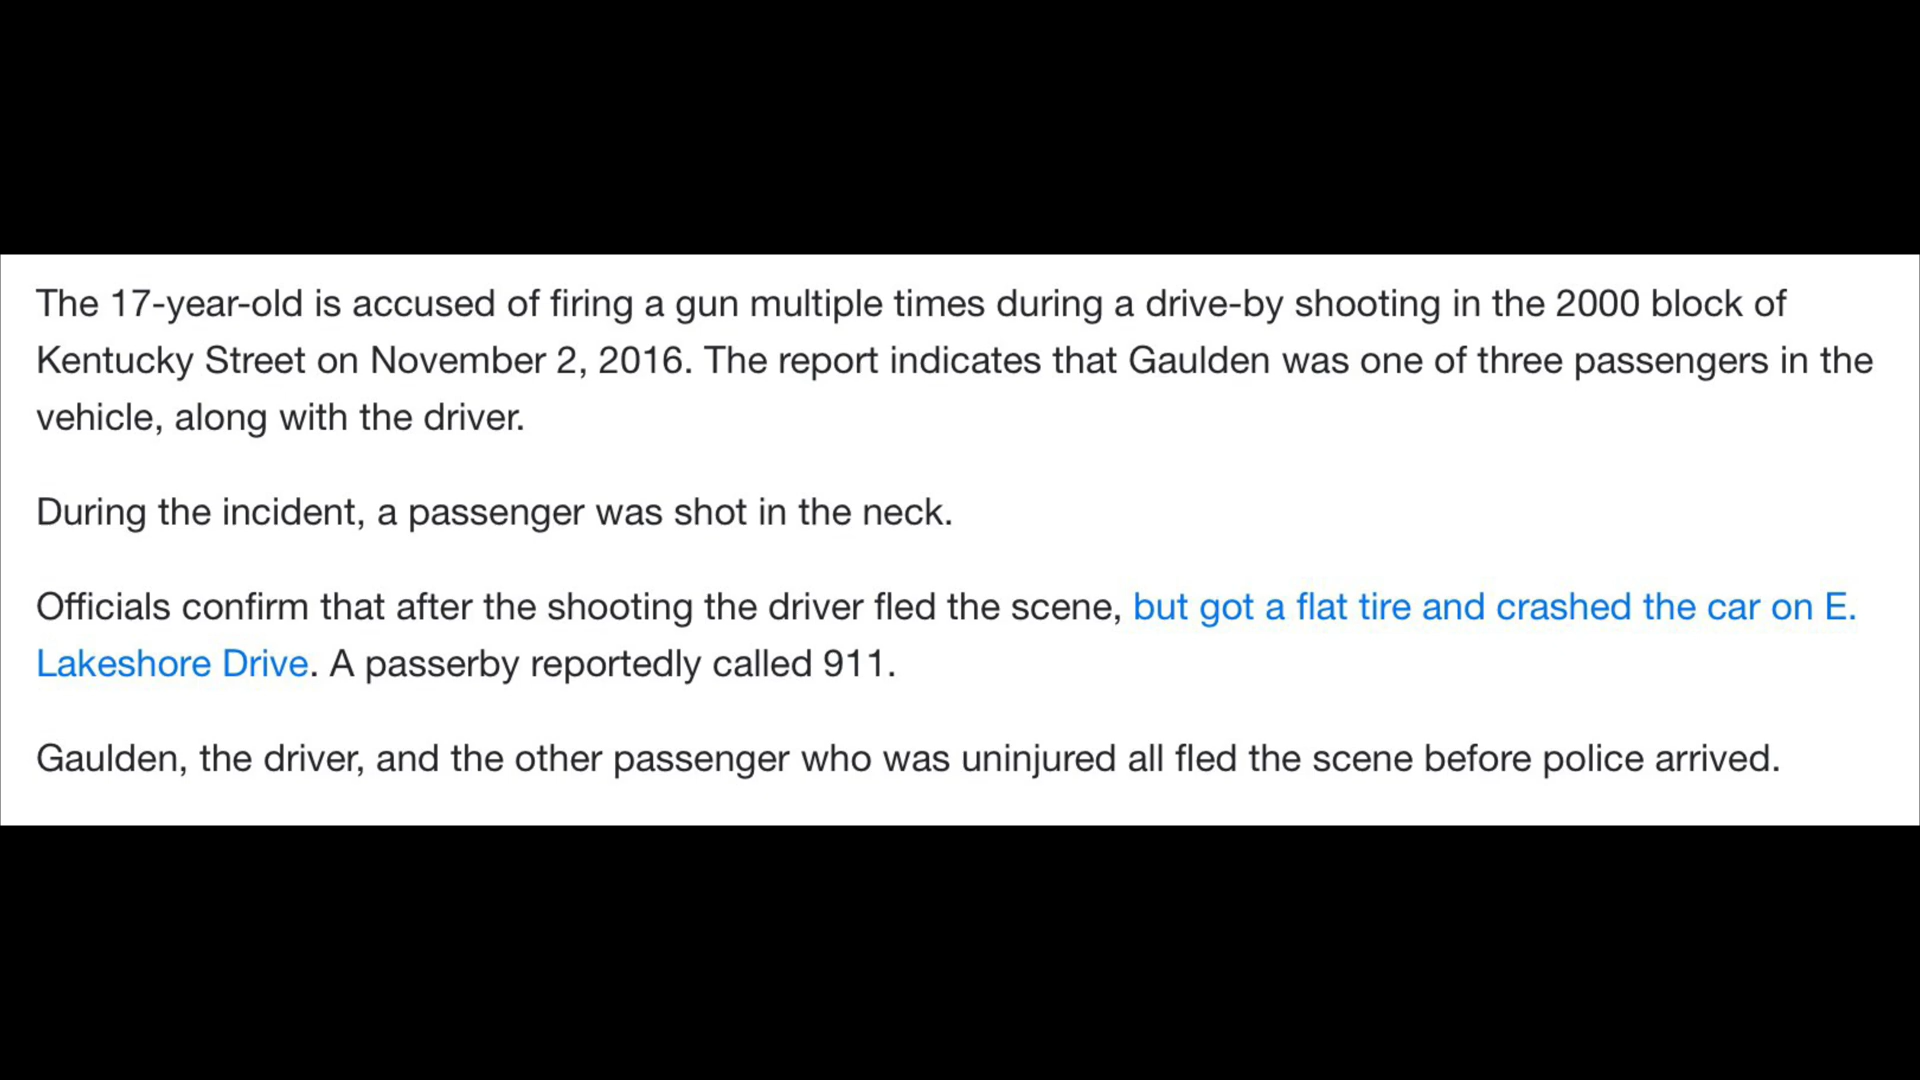 The 17-year-old is accused of firing a gun multiple times during a drive-by shooting in the 2000 block of
Kentucky Street on November 2, 2016. The report indicates that Gaulden was one of three passengers in the
vehicle, along with the driver.
During the incident, a passenger was shot in the neck.
Officials confirm that after the shooting the driver fled the scene, but got a flat tire and crashed the car on E.
Lakeshore Drive. A passerby reportedly called 911.
Gaulden, the driver, and the other passenger who was uninjured all fled the scene before police arrived.